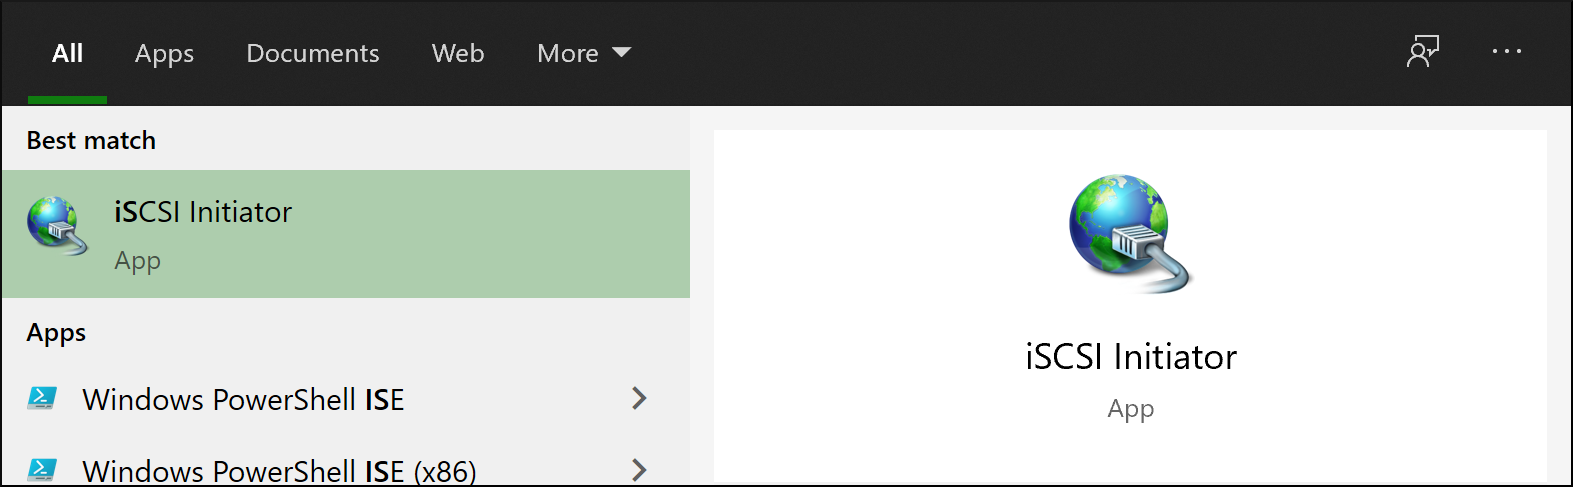 All Apps Documents Web More
Best match
iSCSI Initiator
App
Apps
Windows PowerShell ISE
Windows PowerShell ISE (x86)
iSCSI Initiator
App